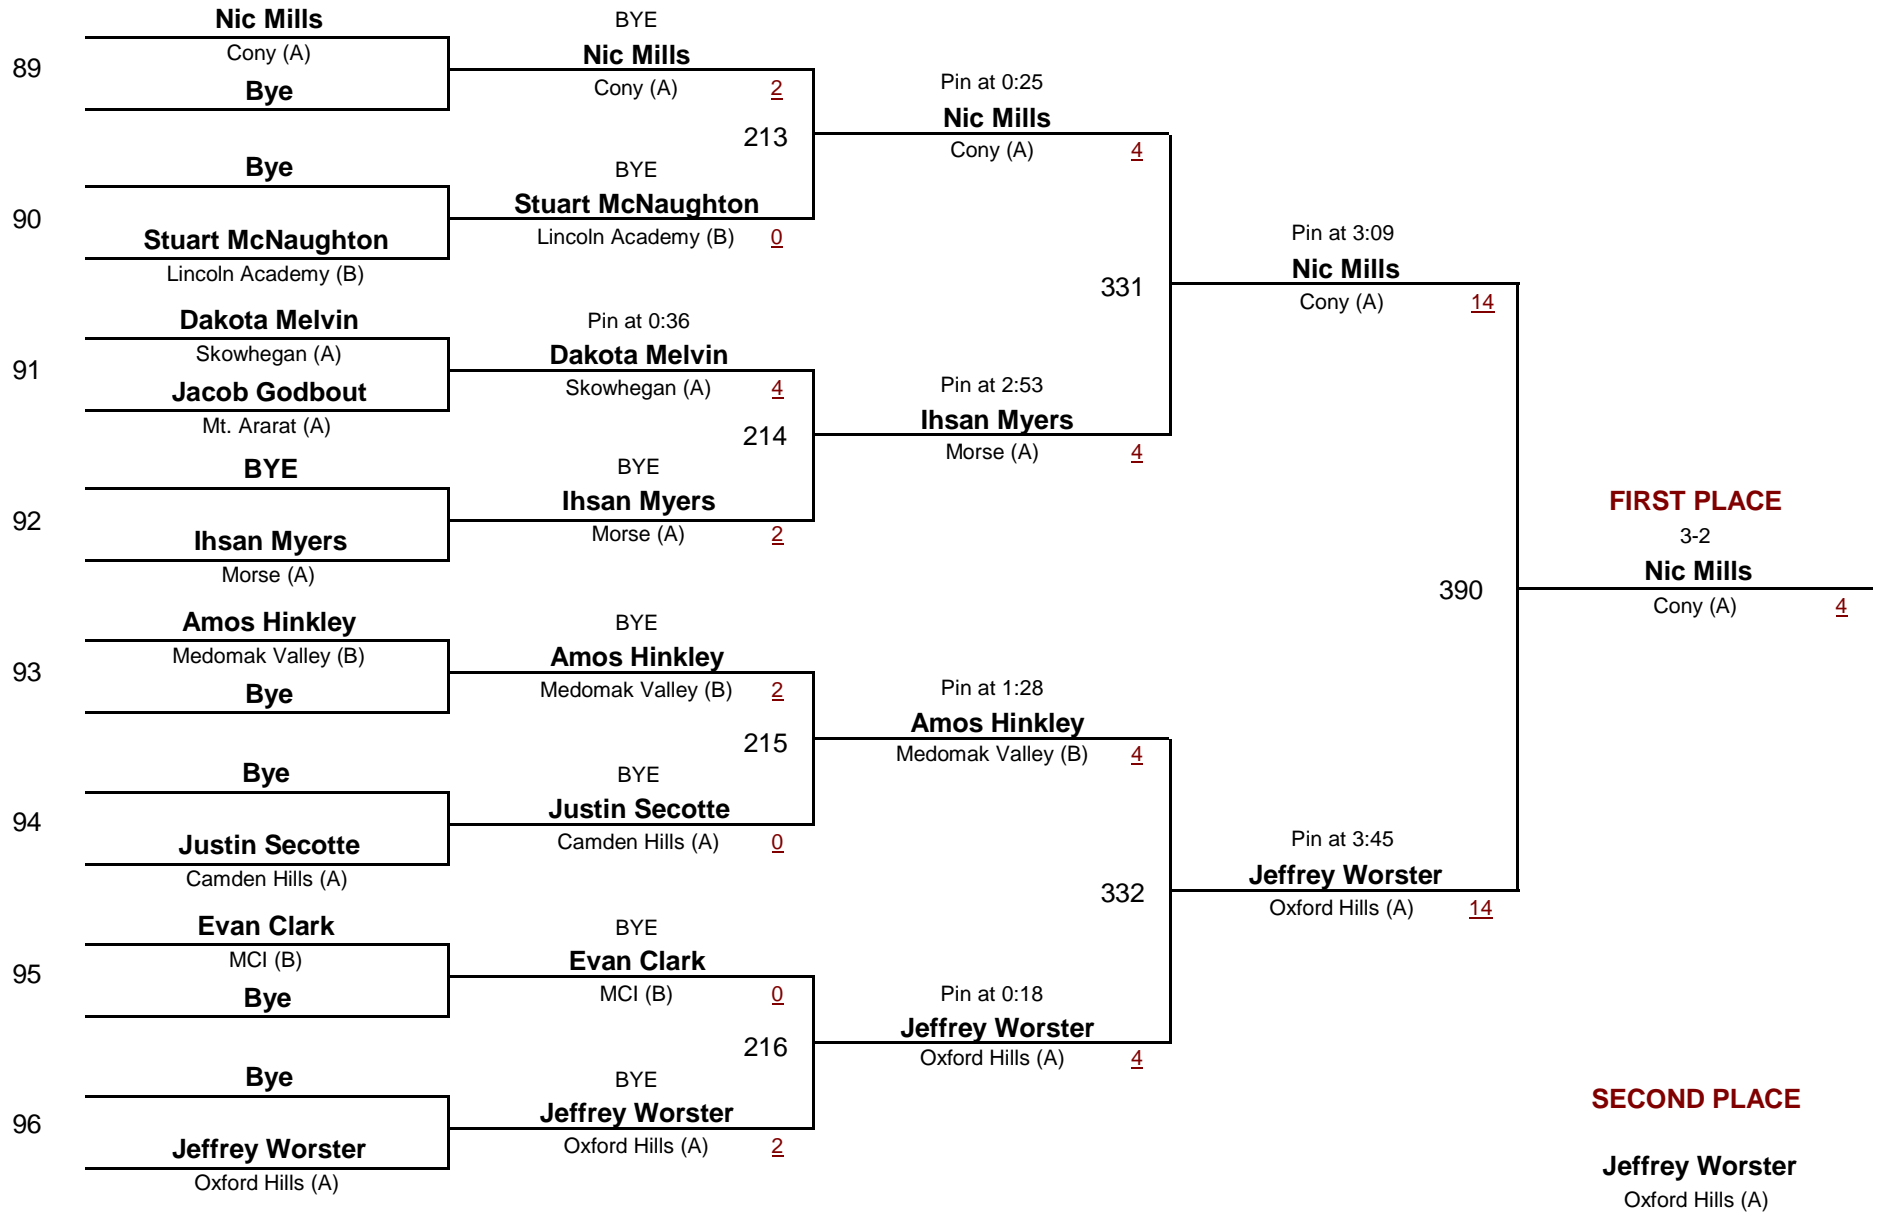 Nic Mills
Cony (A)
89
Bye
Bye
90
Stuart McNaughton
Lincoln Academy (B)
Dakota Melvin
Skowhegan (A)
91
Jacob Godbout
Mt. Ararat (A)
BYE
92
Ihsan Myers
Morse (A)
Amos Hinkley
Medomak Valley (B)
93
Bye
Bye
94
Justin Secotte
Camden Hills (A)
Evan Clark
MCI (B)
95
Bye
Bye
96
Jeffrey Worster
Oxford Hills (A)
BYE
Nic Mills
Cony (A) 2
213
BYE
Stuart McNaughton
Lincoln Academy (B) 0
Pin at 0:36
Dakota Melvin
Skowhegan (A) 4
214
BYE
Ihsan Myers
Morse (A) 2
BYE
Amos Hinkley
Medomak Valley (B) 2
215
BYE
Justin Secotte
Camden Hills (A) 0
BYE
Evan Clark
MCI (B) 0
216
BYE
Jeffrey Worster
Oxford Hills (A) 2
Pin at 0:25
Nic Mills
Cony (A) 4
331
Pin at 2:53
Ihsan Myers
Morse (A) 4
Pin at 1:28
Amos Hinkley
Medomak Valley (B) 4
332
Pin at 0:18
Jeffrey Worster
Oxford Hills (A) 4
Pin at 3:09
Nic Mills
Cony (A) 14
390
Pin at 3:45
Jeffrey Worster
Oxford Hills (A) 14
FIRST PLACE
3-2
Nic Mills
Cony (A) 4
SECOND PLACE
Jeffrey Worster
Oxford Hills (A)